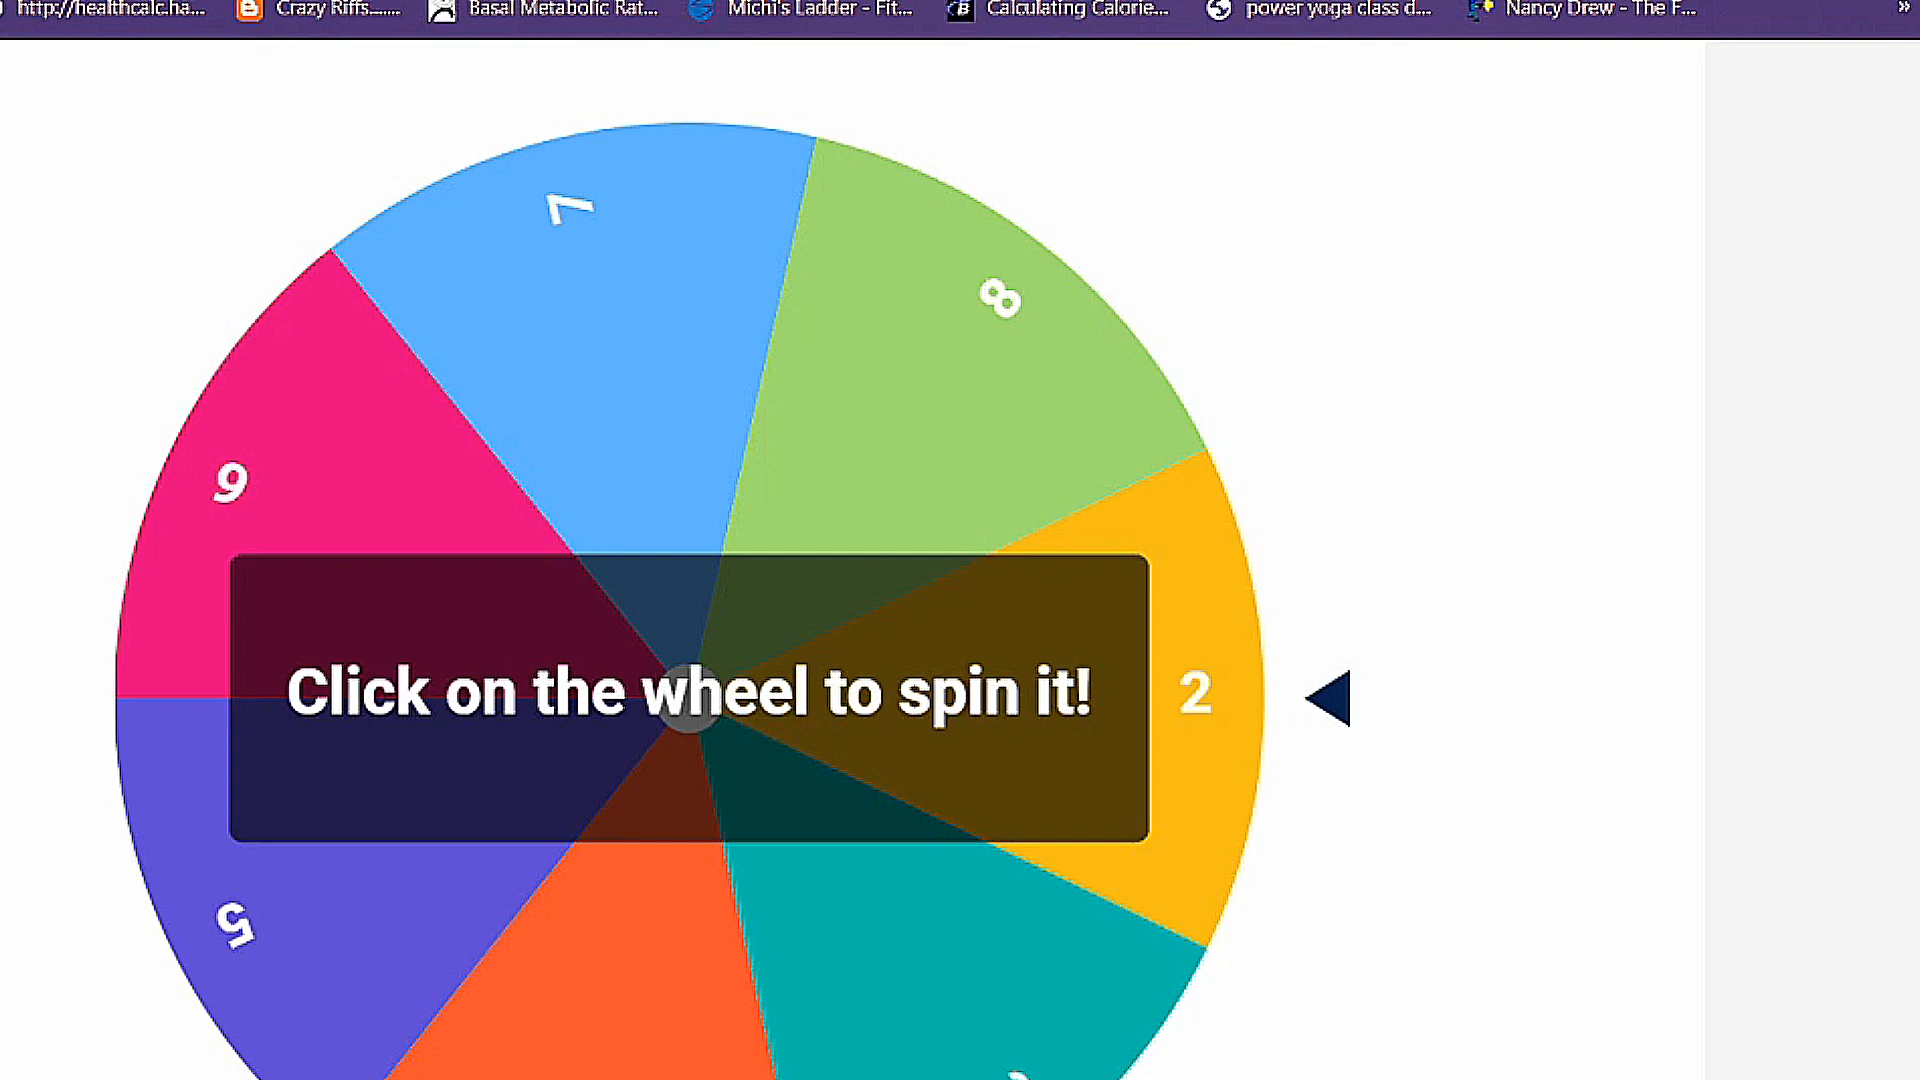 http://healthcalc.ha... Crazy Riffs....... Basal Metabolic Rat... Michi's Ladder - Fit... Calculating Calorie... power yoga class d... Nancy Drew - The F... »
7
8
6
Click on the wheel to spin it!
2
5